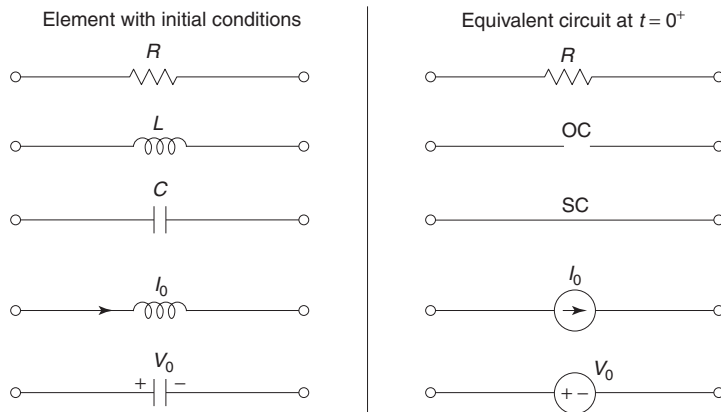 Element with initial conditions
Equivalent circuit at t = 0⁺
R
R
L
OC
C
SC
I₀
I₀
V₀
+ −
V₀
+ −